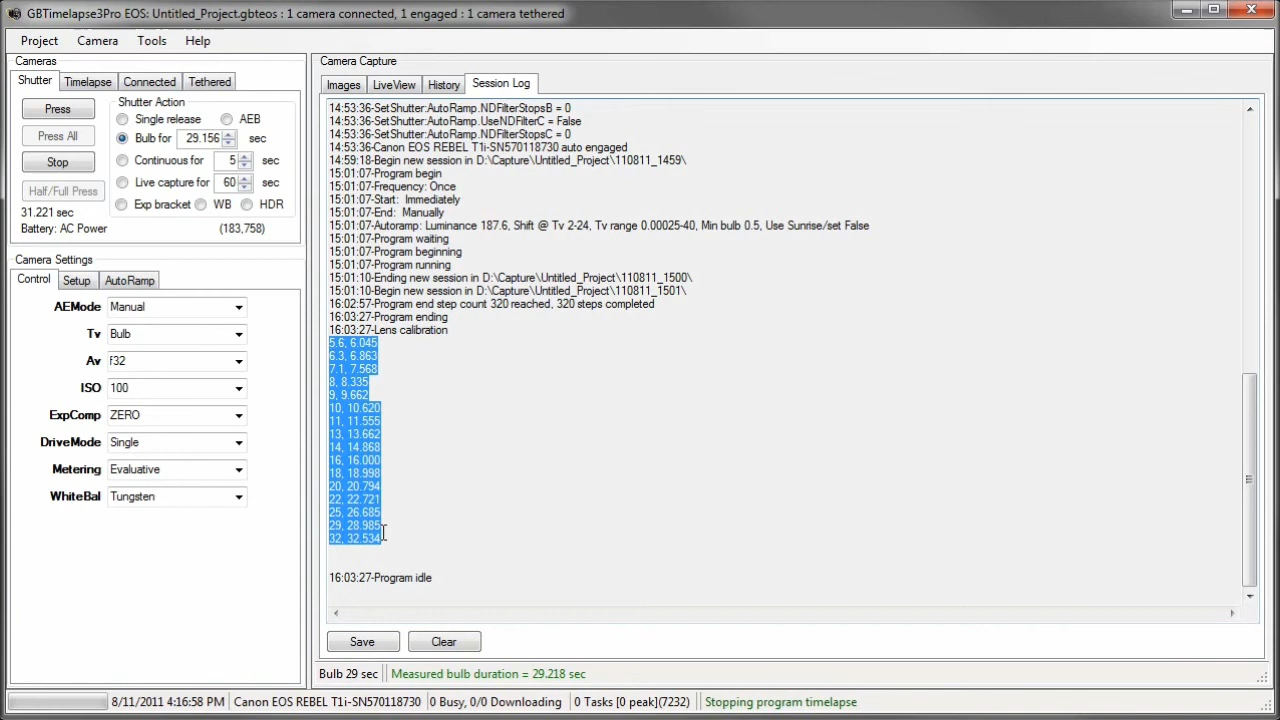 GBTimelapse3Pro EOS: Untitled_Project.gbteos : 1 camera connected, 1 engaged : 1 camera tethered
Project Camera Tools Help
Cameras
Shutter Timelapse Connected Tethered
Press
Press All
Stop
Half/Full Press
31.221 sec
Battery: AC Power
Shutter Action
Single release AEB
Bulb for 29.156 sec
Continuous for 5 sec
Live capture for 60 sec
Exp bracket WB HDR
(183,758)
Camera Settings
Control Setup AutoRamp
AEMode Manual
Tv Bulb
Av f32
ISO 100
ExpComp ZERO
DriveMode Single
Metering Evaluative
WhiteBal Tungsten
Camera Capture
Images LiveView History Session Log
14:53:36-SetShutter:AutoRamp.NDFilterStopsB = 0
14:53:36-SetShutter:AutoRamp.UseNDFilterC = False
14:53:36-SetShutter:AutoRamp.NDFilterStopsC = 0
14:53:36-Canon EOS REBEL T1i-SN570118730 auto engaged
14:59:18-Begin new session in D:\Capture\Untitled_Project\110811_1459\
15:01:07-Program begin
15:01:07-Frequency: Once
15:01:07-Start:  Immediately
15:01:07-End:  Manually
15:01:07-Autoramp: Luminance 187.6, Shift @ Tv 2-24, Tv range 0.00025-40, Min bulb 0.5, Use Sunrise/set False
15:01:07-Program waiting
15:01:07-Program beginning
15:01:07-Program running
15:01:10-Ending new session in D:\Capture\Untitled_Project\110811_1500\
15:01:10-Begin new session in D:\Capture\Untitled_Project\110811_1501\
16:02:57-Program end step count 320 reached, 320 steps completed
16:03:27-Program ending
16:03:27-Lens calibration
5.6, 6.045
6.3, 6.863
7.1, 7.568
8, 8.335
9, 9.662
10, 10.620
11, 11.555
13, 13.662
14, 14.868
16, 16.000
18, 18.998
20, 20.794
22, 22.721
25, 26.685
29, 28.985
32, 32.534
16:03:27-Program idle
Save Clear
Bulb 29 sec Measured bulb duration = 29.218 sec
8/11/2011 4:16:58 PM Canon EOS REBEL T1i-SN570118730 0 Busy, 0/0 Downloading 0 Tasks [0 peak](7232) Stopping program timelapse